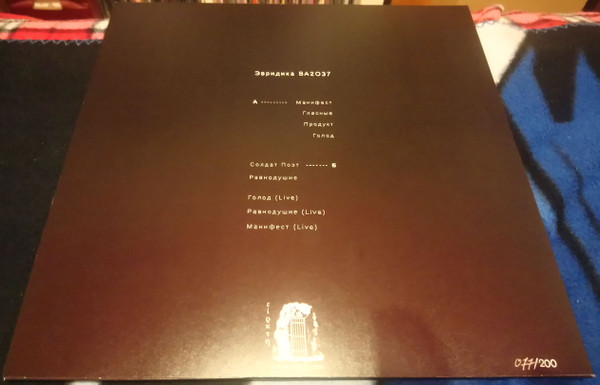 Эвридика BA2037
A --------- Манифест
Гласные
Продукт
Голод
Солдат Поэт ------- Б
Равнодушие
Голод (Live)
Равнодушие (Live)
Манифест (Live)
077/200